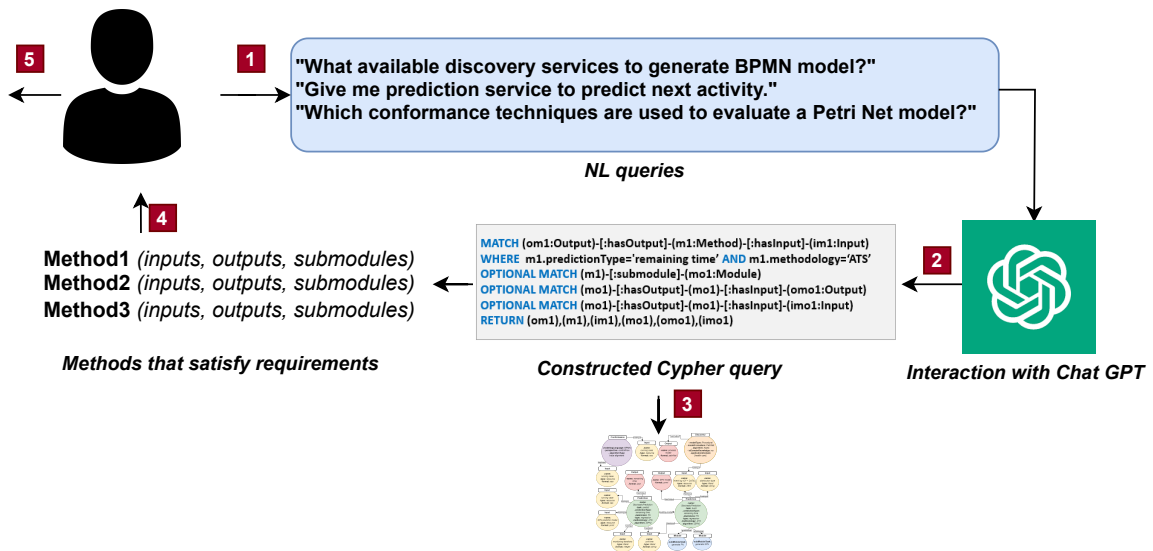 5
1
"What available discovery services to generate BPMN model?"
"Give me prediction service to predict next activity."
"Which conformance techniques are used to evaluate a Petri Net model?"
NL queries
4
Method1 (inputs, outputs, submodules)
Method2 (inputs, outputs, submodules)
Method3 (inputs, outputs, submodules)
Methods that satisfy requirements
MATCH (om1:Output)-[:hasOutput]-(m1:Method)-[:hasInput]-(im1:Input)
WHERE m1.predictionType='remaining time' AND m1.methodology='ATS'
OPTIONAL MATCH (m1)-[:submodule]-(mo1:Module)
OPTIONAL MATCH (mo1)-[:hasOutput]-(mo1)-[:hasInput]-(omo1:Output)
OPTIONAL MATCH (mo1)-[:hasOutput]-(mo1)-[:hasInput]-(imo1:Input)
RETURN (om1),(m1),(im1),(mo1),(omo1),(imo1)
Constructed Cypher query
2
Interaction with Chat GPT
3